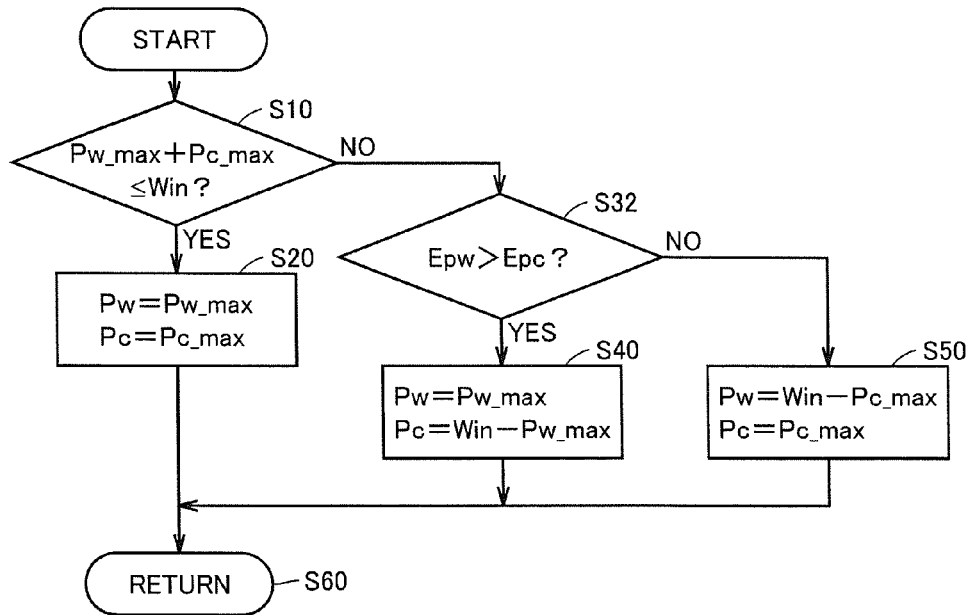 START
S10
Pw_max+Pc_max
≤Win?
NO
YES
S32
Epw>Epc?
NO
YES
S20
Pw=Pw_max
Pc=Pc_max
S40
Pw=Pw_max
Pc=Win-Pw_max
S50
Pw=Win-Pc_max
Pc=Pc_max
RETURN
S60